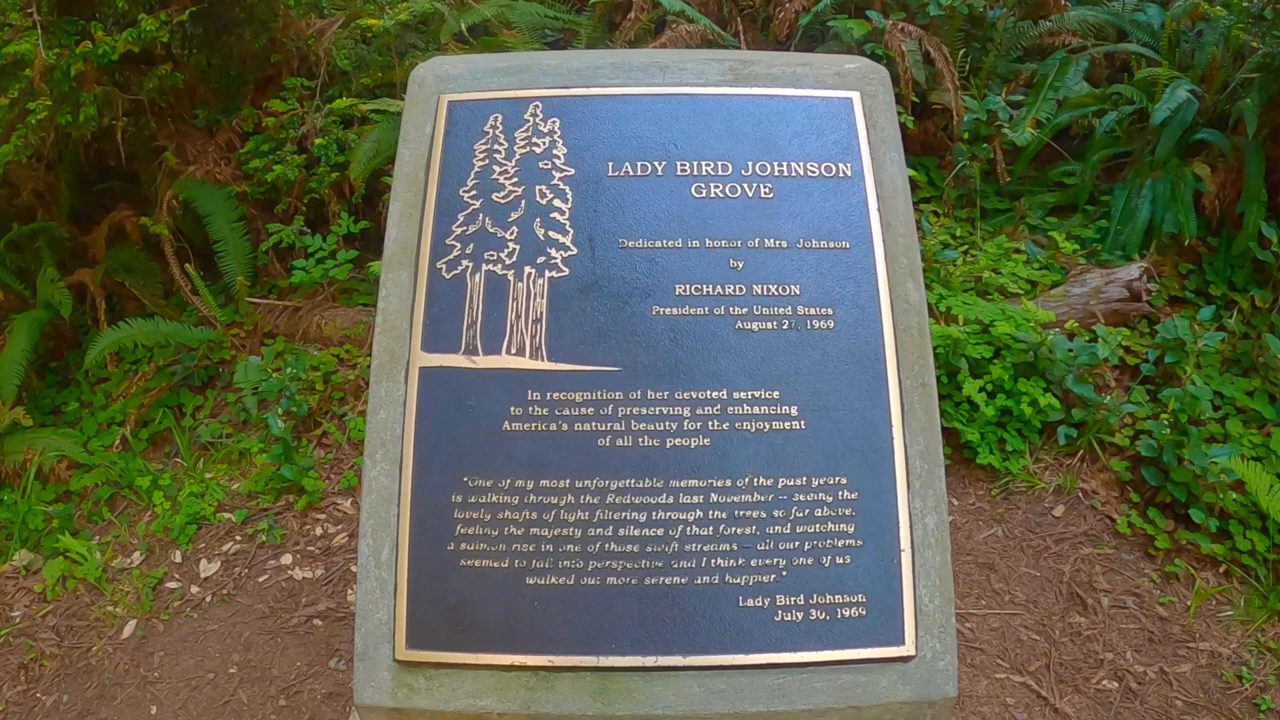 LADY BIRD JOHNSON
GROVE
Dedicated in honor of Mrs. Johnson
by
RICHARD NIXON
President of the United States
August 27, 1969
In recognition of her devoted service
to the cause of preserving and enhancing
America's natural beauty for the enjoyment
of all the people
"One of my most unforgettable memories of the past years
is walking through the Redwoods last November -- seeing the
lovely shafts of light filtering through the trees so far above,
feeling the majesty and silence of that forest, and watching
a salmon rise in one of those swift streams -- all our problems
seemed to fall into perspective and I think every one of us
walked out more serene and happier."
Lady Bird Johnson
July 30, 1969